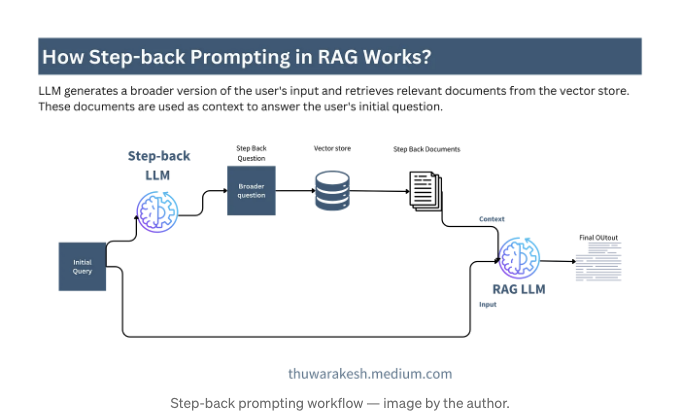 How Step-back Prompting in RAG Works?
LLM generates a broader version of the user's input and retrieves relevant documents from the vector store.
These documents are used as context to answer the user's initial question.
Step-back
LLM
Step Back
Question
Vector store
Step Back Documents
Broader
question
Context
Initial
Query
Final OUtout
RAG LLM
Input
thuwarakesh.medium.com
Step-back prompting workflow — image by the author.